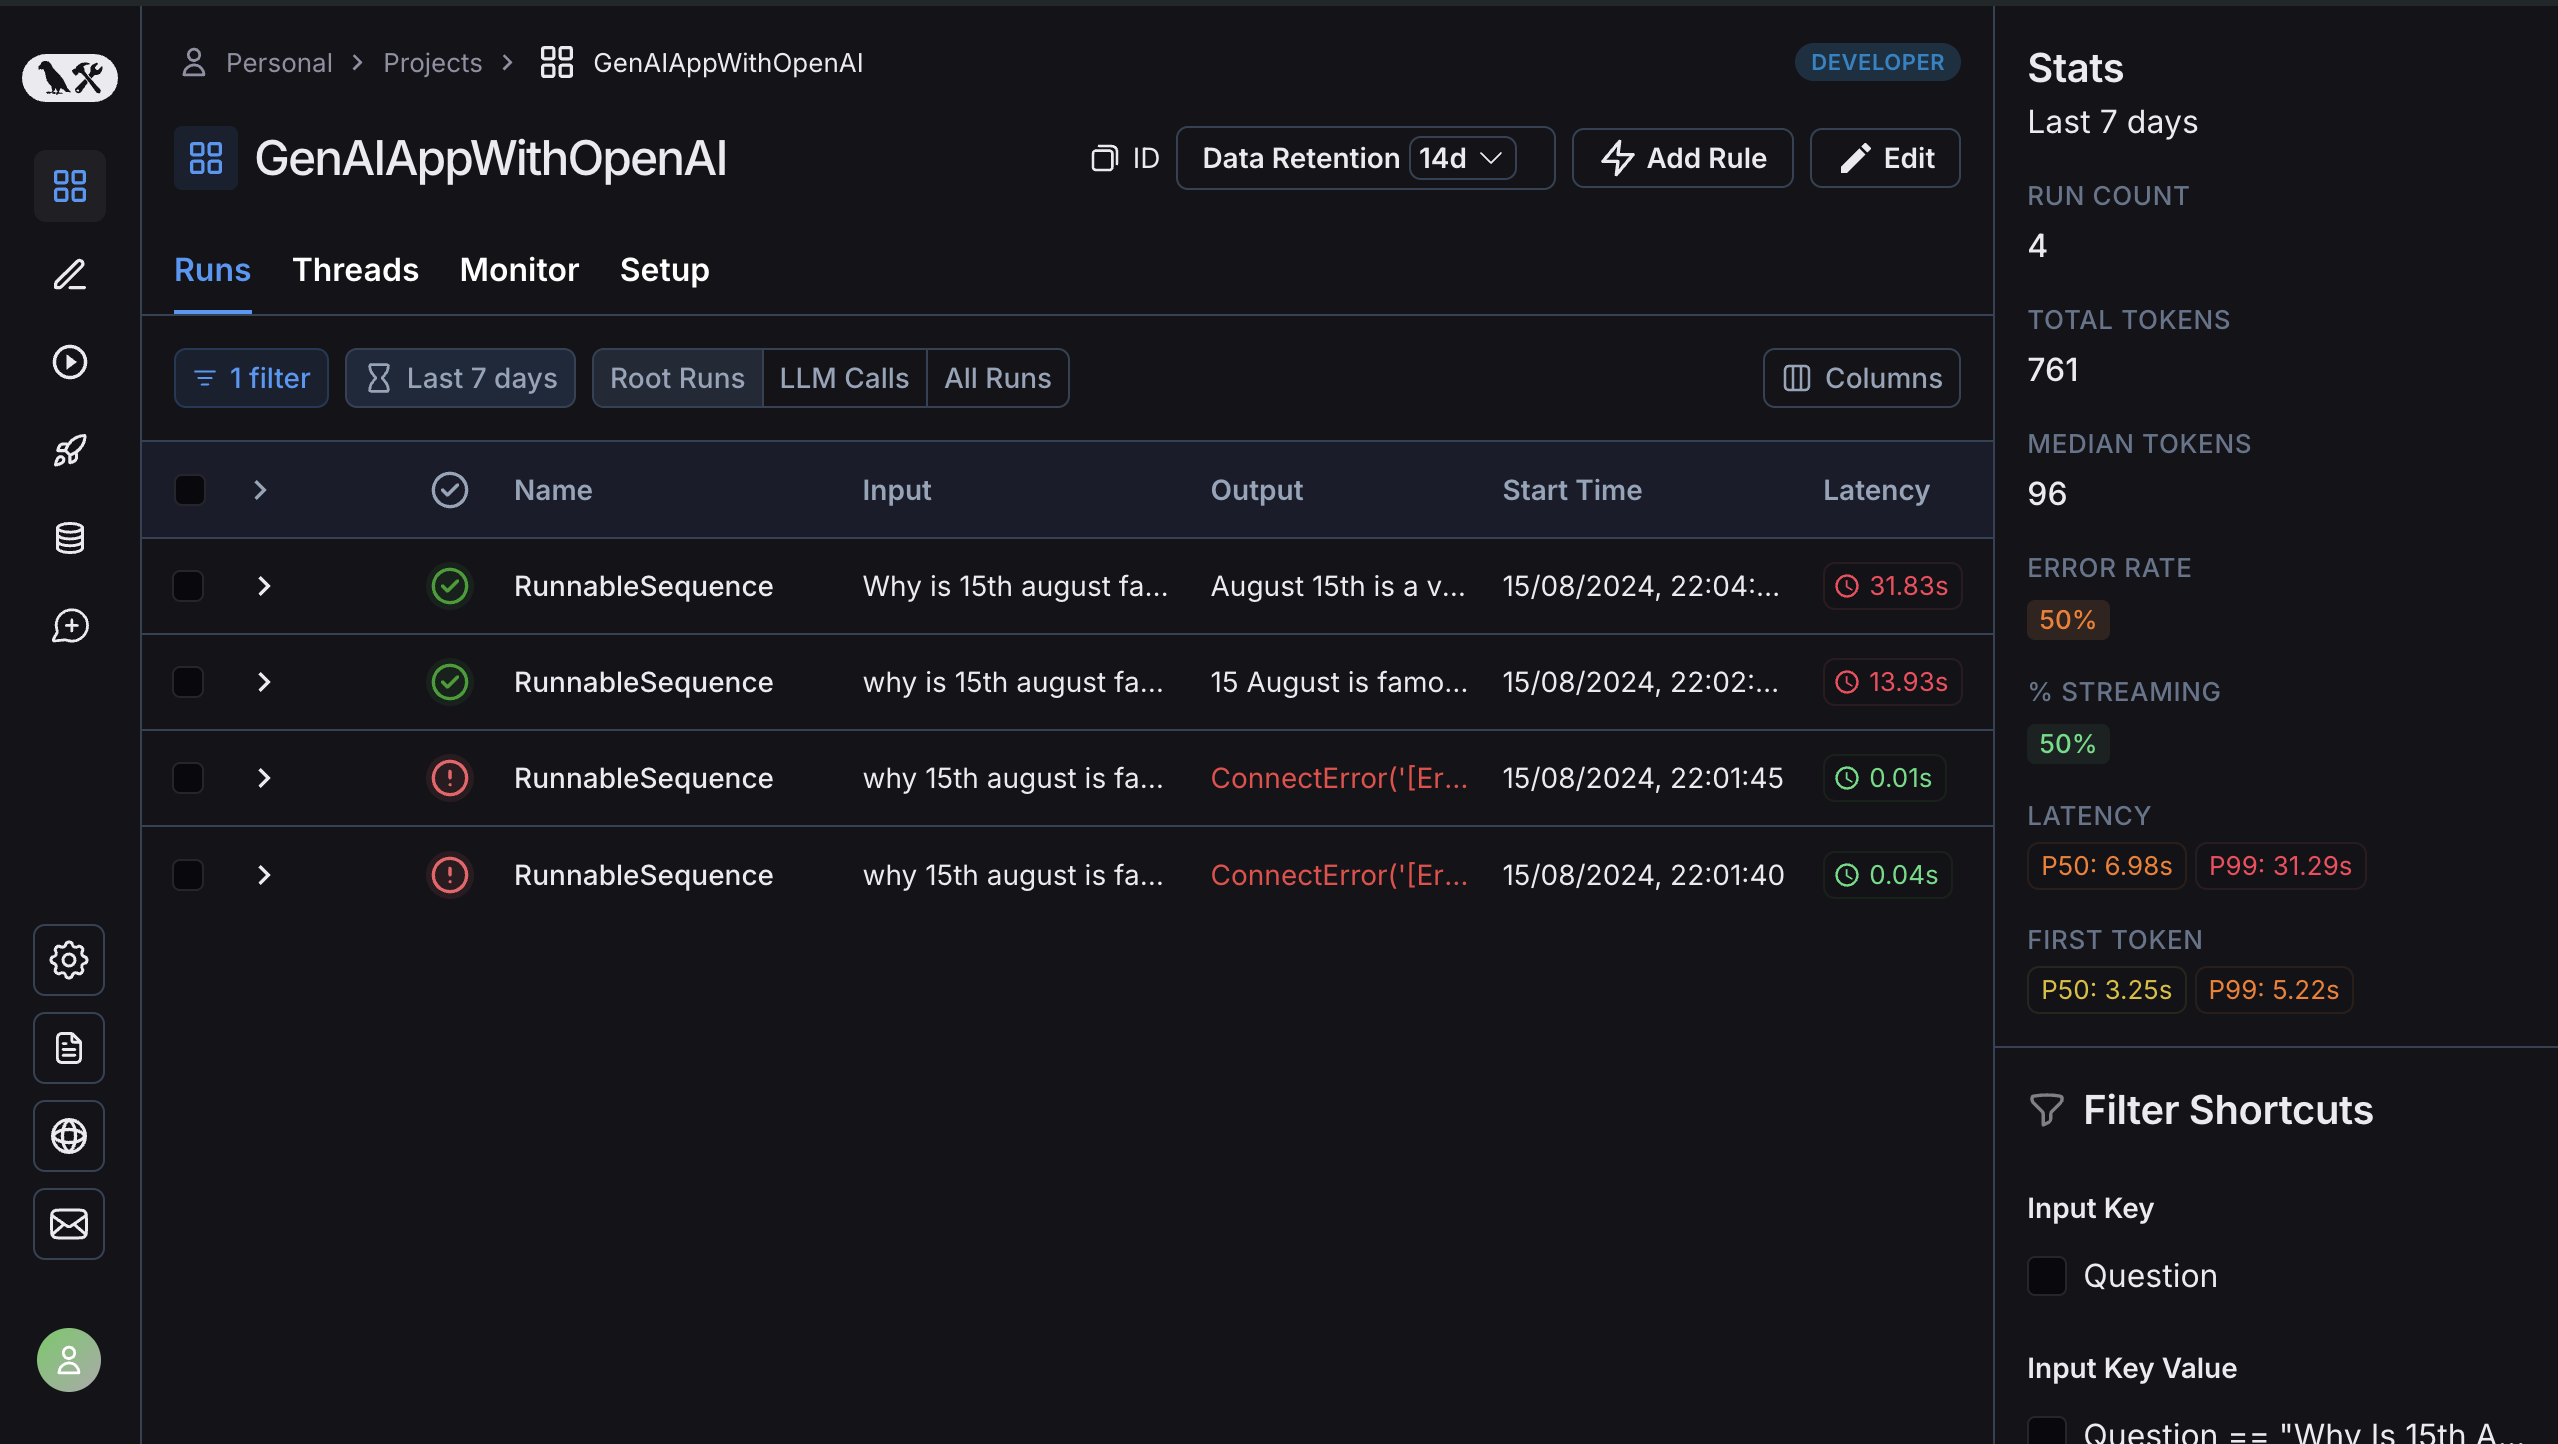 Personal > Projects > GenAIAppWithOpenAI
DEVELOPER
GenAIAppWithOpenAI
ID
Data Retention 14d
Add Rule
Edit
Runs Threads Monitor Setup
1 filter
Last 7 days
Root Runs LLM Calls All Runs
Columns
Name Input Output Start Time Latency
RunnableSequence Why is 15th august fa... August 15th is a v... 15/08/2024, 22:04:... 31.83s
RunnableSequence why is 15th august fa... 15 August is famo... 15/08/2024, 22:02:... 13.93s
RunnableSequence why 15th august is fa... ConnectError('[Er... 15/08/2024, 22:01:45 0.01s
RunnableSequence why 15th august is fa... ConnectError('[Er... 15/08/2024, 22:01:40 0.04s
Stats
Last 7 days
RUN COUNT
4
TOTAL TOKENS
761
MEDIAN TOKENS
96
ERROR RATE
50%
% STREAMING
50%
LATENCY
P50: 6.98s P99: 31.29s
FIRST TOKEN
P50: 3.25s P99: 5.22s
Filter Shortcuts
Input Key
Question
Input Key Value
Question == "Why Is 15th A...